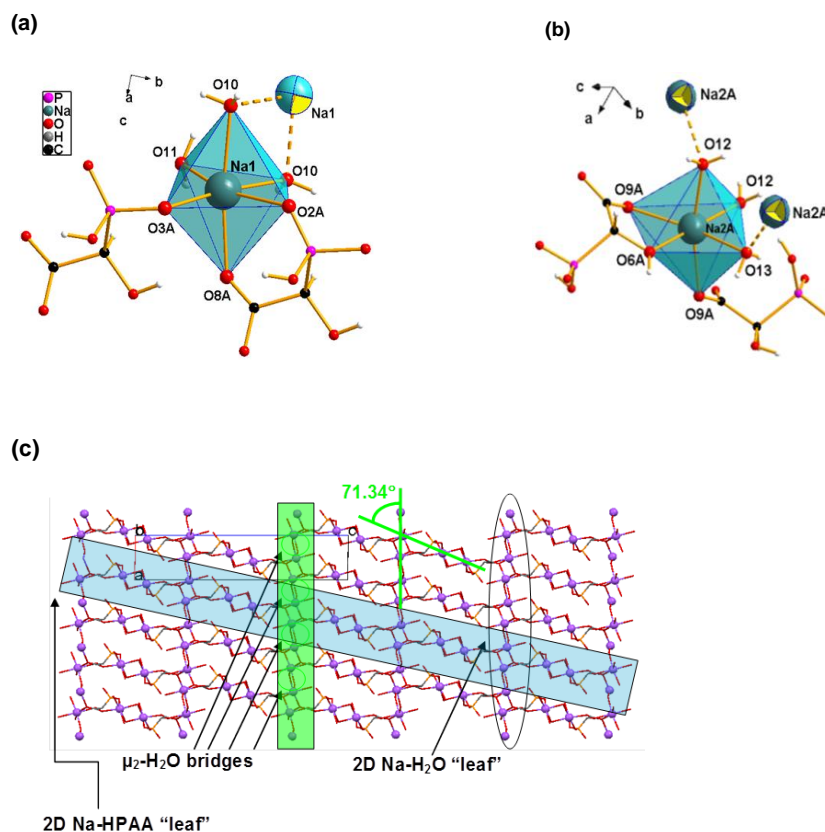 (a)
b
a
c
P
Na
O
H
C
O10
Na1
O11
Na1
O10
O3A
O2A
O8A
(b)
c
a
b
Na2A
O12
O9A
O12
Na2A
Na2A
O6A
O13
O9A
(c)
71.34°
b
c
a
μ2-H2O bridges
2D Na-H2O “leaf”
2D Na-HPAA “leaf”